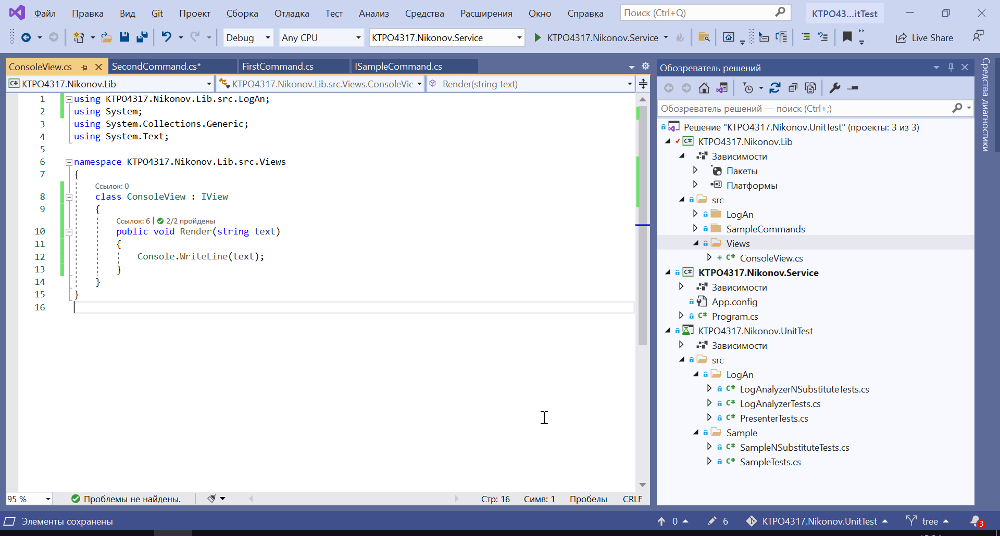 Файл Правка Вид Git Проект Сборка Отладка Тест Анализ Средства Расширения Окно Справка Поиск (Ctrl+Q) КТРО43...itTest
Debug Any CPU KTPO4317.Nikonov.Service KTPO4317.Nikonov.Service Live Share
ConsoleView.cs SecondCommand.cs* FirstCommand.cs ISampleCommand.cs
C# KTPO4317.Nikonov.Lib KTPO4317.Nikonov.Lib.src.Views.ConsoleVie Render(string text)
1 using KTPO4317.Nikonov.Lib.src.LogAn;
2 using System;
3 using System.Collections.Generic;
4 using System.Text;
5
6 namespace KTPO4317.Nikonov.Lib.src.Views
7 {
Ссылок: 0
8 class ConsoleView : IView
9 {
Ссылок: 6 | 2/2 пройдены
10 public void Render(string text)
11 {
12 Console.WriteLine(text);
13 }
14 }
15 }
16
95 % Проблемы не найдены. Стр: 16 Симв: 1 Пробелы CRLF
Обозреватель решений
Обозреватель решений — поиск (Ctrl+;)
Решение "KTPO4317.Nikonov.UnitTest" (проекты: 3 из 3)
C# KTPO4317.Nikonov.Lib
Зависимости
Пакеты
Платформы
src
LogAn
SampleCommands
Views
C# ConsoleView.cs
C# KTPO4317.Nikonov.Service
Зависимости
App.config
C# Program.cs
KTPO4317.Nikonov.UnitTest
Зависимости
src
LogAn
C# LogAnalyzerNSubstituteTests.cs
C# LogAnalyzerTests.cs
C# PresenterTests.cs
Sample
C# SampleNSubstituteTests.cs
C# SampleTests.cs
Средства диагностики
Элементы сохранены 0 6 KTPO4317.Nikonov.UnitTest tree 3